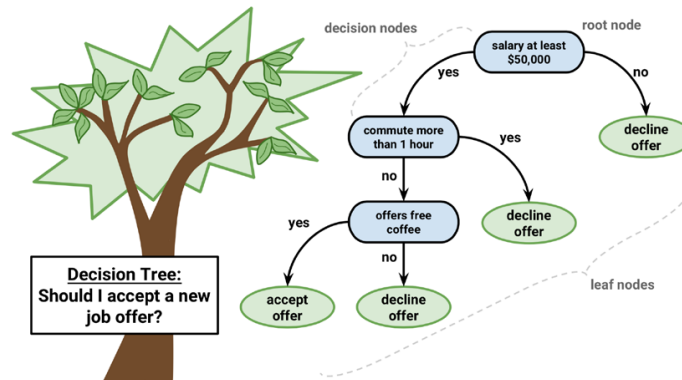 decision nodes
root node
salary at least
$50,000
yes
no
commute more
than 1 hour
decline
offer
yes
no
offers free
coffee
decline
offer
yes
no
leaf nodes
accept
offer
decline
offer
Decision Tree:
Should I accept a new
job offer?